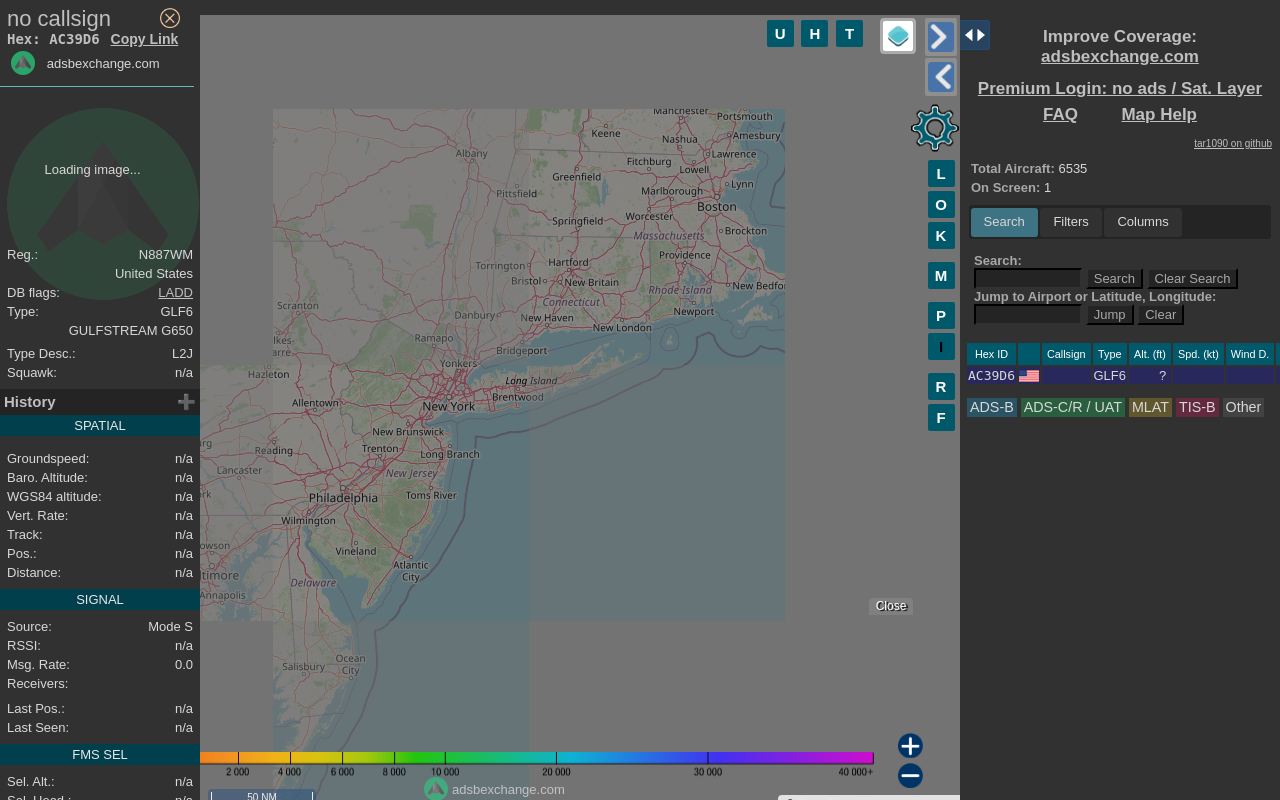 no callsign
Hex: AC39D6 Copy Link
adsbexchange.com
Loading image...
Reg.: N887WM
United States
DB flags: LADD
Type: GLF6
GULFSTREAM G650
Type Desc.: L2J
Squawk: n/a
History
SPATIAL
Groundspeed: n/a
Baro. Altitude: n/a
WGS84 altitude: n/a
Vert. Rate: n/a
Track: n/a
Pos.: n/a
Distance: n/a
SIGNAL
Source: Mode S
RSSI: n/a
Msg. Rate: 0.0
Receivers:
Last Pos.: n/a
Last Seen: n/a
FMS SEL
Sel. Alt.: n/a
Sel. Head.: n/a
U H T
L
O
K
M
P
I
R
F
Manchester
Portsmouth
Keene
Nashua
Amesbury
Albany
Fitchburg
Lawrence
Greenfield
Lowell
Lynn
Pittsfield
Marlborough
Boston
Springfield
Worcester
Massachusetts
Brockton
Providence
Torrington
Hartford
Bristol
New Britain
Rhode Island
New Bedfor
Connecticut
Scranton
Danbury
New Haven
Newport
New London
lkes-
arre
Ramapo
Bridgeport
Yonkers
Hazleton
Long Island
Brentwood
Allentown
New York
New Brunswick
Reading
Trenton
Long Branch
Lancaster
New Jersey
Philadelphia
Toms River
Wilmington
Vineland
Atlantic
City
ltimore
Delaware
Annapolis
Salisbury
Ocean
City
Close
2 000 4 000 6 000 8 000 10 000 20 000 30 000 40 000+
adsbexchange.com
50 NM
Improve Coverage:
adsbexchange.com
Premium Login: no ads / Sat. Layer
FAQ Map Help
tar1090 on github
Total Aircraft: 6535
On Screen: 1
Search Filters Columns
Search:
Search Clear Search
Jump to Airport or Latitude, Longitude:
Jump Clear
Hex ID Callsign Type Alt. (ft) Spd. (kt) Wind D.
AC39D6 GLF6 ?
ADS-B ADS-C/R / UAT MLAT TIS-B Other